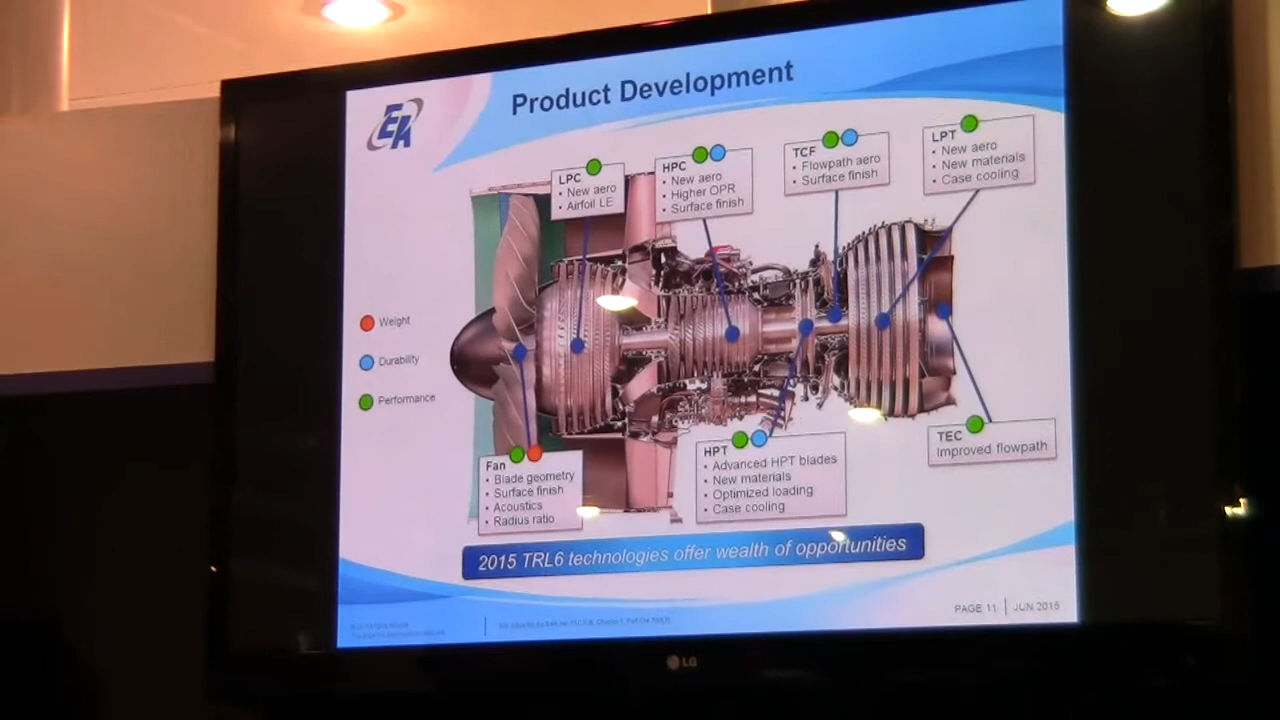 Product Development
EA
LPC
• New aero
• Airfoil LE
HPC
• New aero
• Higher OPR
• Surface finish
TCF
• Flowpath aero
• Surface finish
LPT
• New aero
• New materials
• Case cooling
Weight
Durability
Performance
Fan
• Blade geometry
• Surface finish
• Acoustics
• Radius ratio
HPT
• Advanced HPT blades
• New materials
• Optimized loading
• Case cooling
TEC
Improved flowpath
2015 TRL6 technologies offer wealth of opportunities
PAGE 11 | JUN 2015
LG